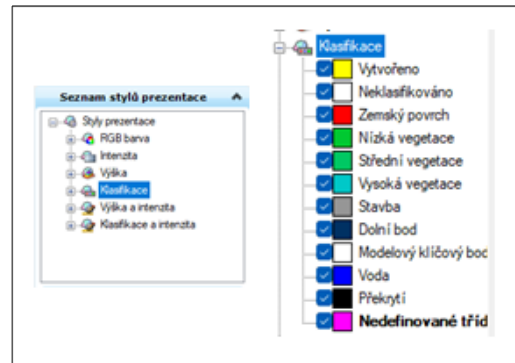 Seznam stylů prezentace
Styly prezentace
RGB barva
Intenzita
Výška
Klasifikace
Výška a intenzita
Klasifikace a intenzita
Klasifikace
Vytvořeno
Neklasifikováno
Zemský povrch
Nízká vegetace
Střední vegetace
Vysoká vegetace
Stavba
Dolní bod
Modelový klíčový boc
Voda
Překrytí
Nedefinované tříd